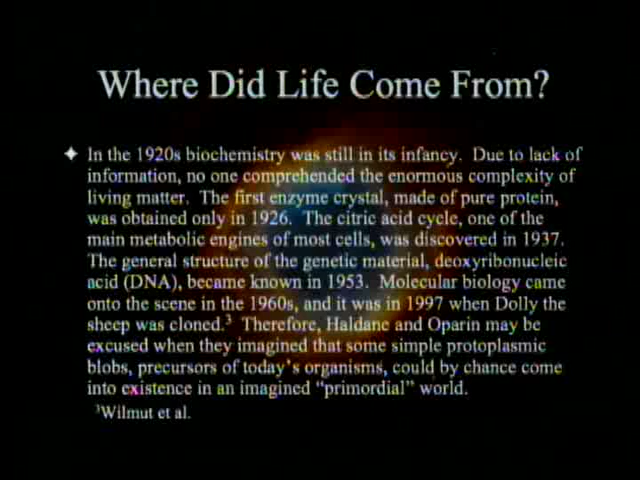 Where Did Life Come From?
In the 1920s biochemistry was still in its infancy. Due to lack of
information, no one comprehended the enormous complexity of
living matter. The first enzyme crystal, made of pure protein,
was obtained only in 1926. The citric acid cycle, one of the
main metabolic engines of most cells, was discovered in 1937.
The general structure of the genetic material, deoxyribonucleic
acid (DNA), became known in 1953. Molecular biology came
onto the scene in the 1960s, and it was in 1997 when Dolly the
sheep was cloned.³ Therefore, Haldane and Oparin may be
excused when they imagined that some simple protoplasmic
blobs, precursors of today's organisms, could by chance come
into existence in an imagined “primordial” world.
³Wilmut et al.